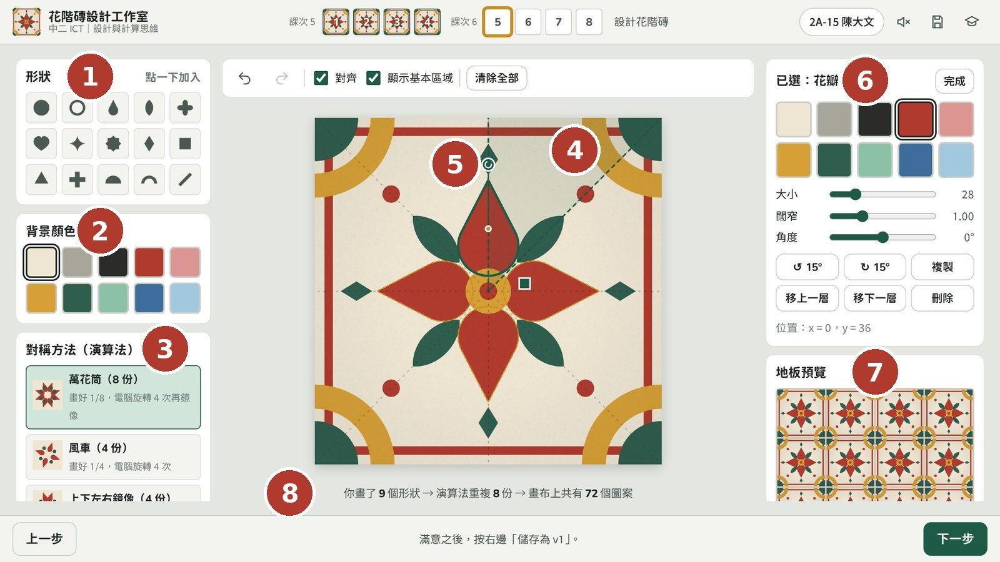 花階磚設計工作室
中二 ICT｜設計與計算思維
課次 5
1
2
3
4
課次 6
5
6
7
8
設計花階磚
2A-15 陳大文
形狀
1
點一下加入
背景顏色
2
對稱方法（演算法）
3
萬花筒（8 份）
畫好 1/8，電腦旋轉 4 次再鏡
像
風車（4 份）
畫好 1/4，電腦旋轉 4 次
上下左右鏡像（4 份）
對齊
顯示基本區域
清除全部
4
5
8
你畫了 9 個形狀 → 演算法重複 8 份 → 畫布上共有 72 個圖案
已選：花瓣
6
完成
大小
28
闊窄
1.00
角度
0°
↺ 15°
↻ 15°
複製
移上一層
移下一層
刪除
位置：x = 0，y = 36
地板預覽
7
上一步
滿意之後，按右邊「儲存為 v1」。
下一步